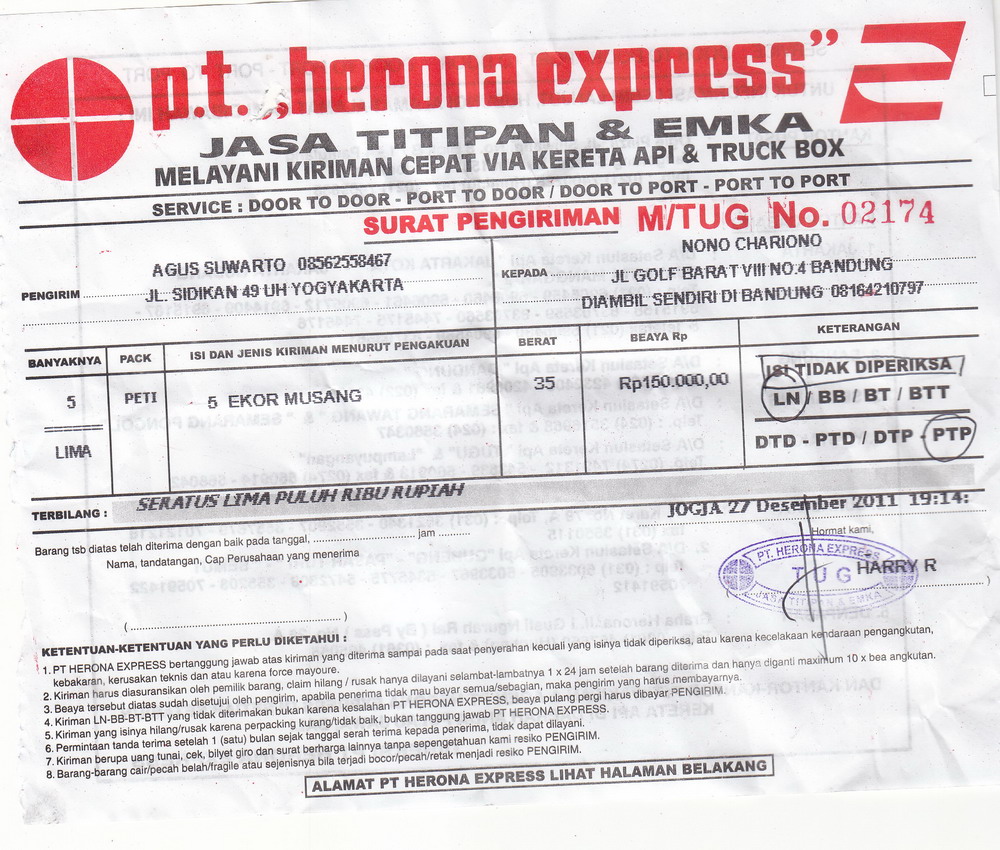 p.t. „herona express”
JASA TITIPAN & EMKA
MELAYANI KIRIMAN CEPAT VIA KERETA API & TRUCK BOX
SERVICE : DOOR TO DOOR - PORT TO DOOR / DOOR TO PORT - PORT TO PORT
SURAT PENGIRIMAN M/TUG No. 02174
PENGIRIM
AGUS SUWARTO 08562558467
JL. SIDIKAN 49 UH YOGYAKARTA
KEPADA
NONO CHARIONO
JL GOLF BARAT VIII NO.4 BANDUNG
DIAMBIL SENDIRI DI BANDUNG 08164210797
BANYAKNYA PACK ISI DAN JENIS KIRIMAN MENURUT PENGAKUAN BERAT BEAYA Rp KETERANGAN
5 PETI 5 EKOR MUSANG 35 Rp150.000,00
LIMA
ISI TIDAK DIPERIKSA
LN / BB / BT / BTT
DTD - PTD / DTP - PTP
TERBILANG : SERATUS LIMA PULUH RIBU RUPIAH
JOGJA 27 Desember 2011 19:14:
Barang tsb diatas telah diterima dengan baik pada tanggal, .................... jam ..........
Nama, tandatangan, Cap Perusahaan yang menerima
Hormat kami,
PT. HERONA EXPRESS
TUG
JASA TITIPAN & EMKA
HARRY R
(............................................................)
KETENTUAN-KETENTUAN YANG PERLU DIKETAHUI :
1. PT HERONA EXPRESS bertanggung jawab atas kiriman yang diterima sampai pada saat penyerahan kecuali yang isinya tidak diperiksa, atau karena kecelakaan kendaraan pengangkutan,
kebakaran, kerusakan teknis dan atau karena force mayoure.
2. Kiriman harus diasuransikan oleh pemilik barang, claim hilang / rusak hanya dilayani selambat-lambatnya 1 x 24 jam setelah barang diterima dan hanya diganti maximum 10 x bea angkutan.
3. Beaya tersebut diatas sudah disetujui oleh pengirim, apabila penerima tidak mau bayar semua/sebagian, maka pengirim yang harus membayarnya.
4. Kiriman LN-BB-BT-BTT yang tidak diterimakan bukan karena kesalahan PT HERONA EXPRESS, beaya pulang pergi harus dibayar PENGIRIM.
5. Kiriman yang isinya hilang/rusak karena perpacking kurang/tidak baik, bukan tanggung jawab PT HERONA EXPRESS.
6. Permintaan tanda terima setelah 1 (satu) bulan sejak tanggal serah terima kepada penerima, tidak dapat dilayani.
7. Kiriman berupa uang tunai, cek, bilyet giro dan surat berharga lainnya tanpa sepengetahuan kami resiko PENGIRIM.
8. Barang-barang cair/pecah belah/fragile atau sejenisnya bila terjadi bocor/pecah/retak menjadi resiko PENGIRIM.
ALAMAT PT HERONA EXPRESS LIHAT HALAMAN BELAKANG